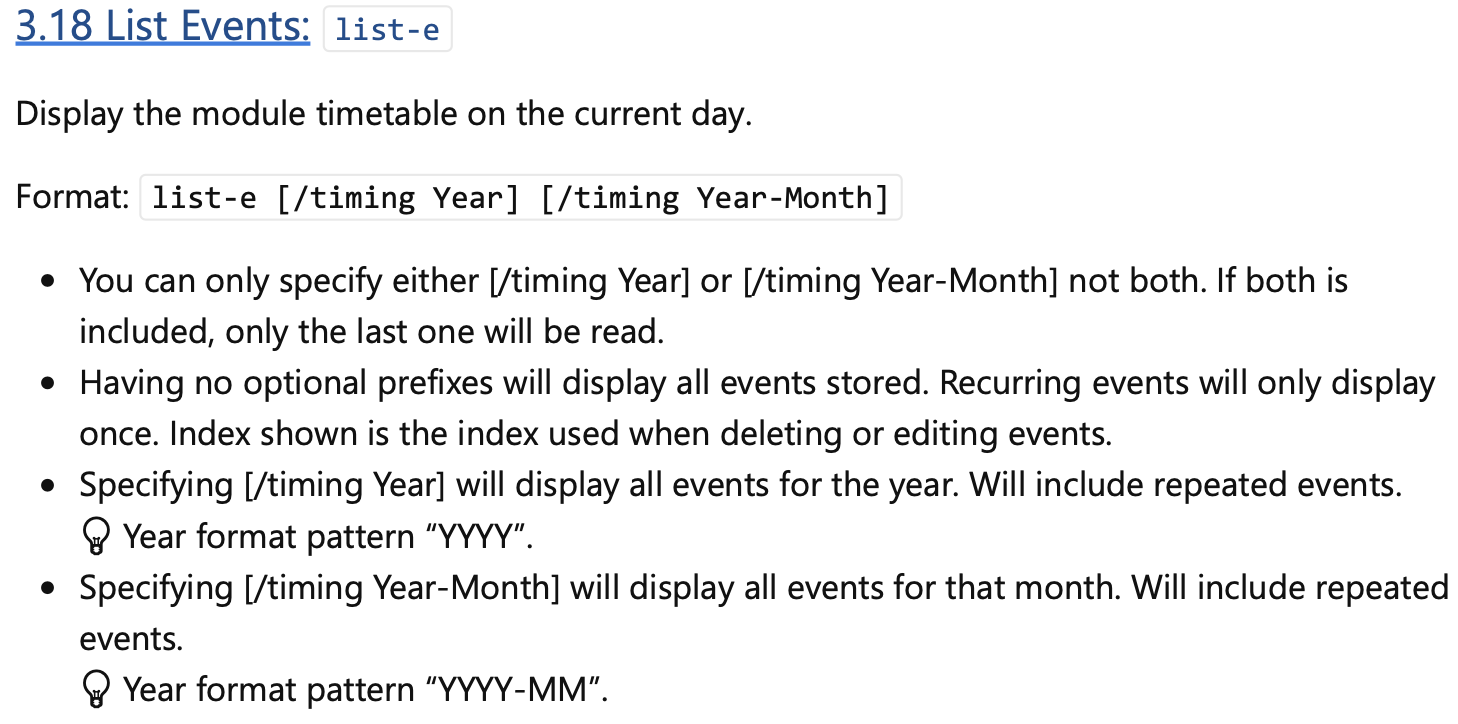 3.18 List Events: list-e
Display the module timetable on the current day.
Format: list-e [/timing Year] [/timing Year-Month]
• You can only specify either [/timing Year] or [/timing Year-Month] not both. If both is
included, only the last one will be read.
• Having no optional prefixes will display all events stored. Recurring events will only display
once. Index shown is the index used when deleting or editing events.
• Specifying [/timing Year] will display all events for the year. Will include repeated events.
Year format pattern “YYYY”.
• Specifying [/timing Year-Month] will display all events for that month. Will include repeated
events.
Year format pattern “YYYY-MM”.